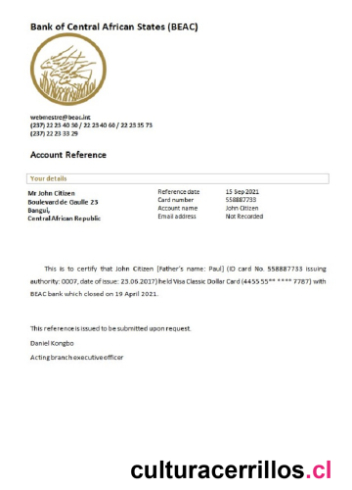 Bank of Central African States (BEAC)
webmestre@beac.int
(237) 22 23 40 30 / 22 23 40 60 / 22 23 35 73
(237) 22 23 33 29
Account Reference
Your details
Mr John Citizen
Boulevard de Gaulle 23
Bangui,
Central African Republic
Reference date 15 Sep 2021
Card number 558887733
Account name John Citizen
Email address Not Recorded
This is to certify that John Citizen [Father's name: Paul] (ID card No. 558887733 issuing
authority: 0007, date of issue: 23.06.2017) held Visa Classic Dollar Card (4455 55** **** 7787) with
BEAC bank which closed on 19 April 2021.
This reference is issued to be submitted upon request.
Daniel Kongbo
Acting branch executive officer
culturacerrillos.cl